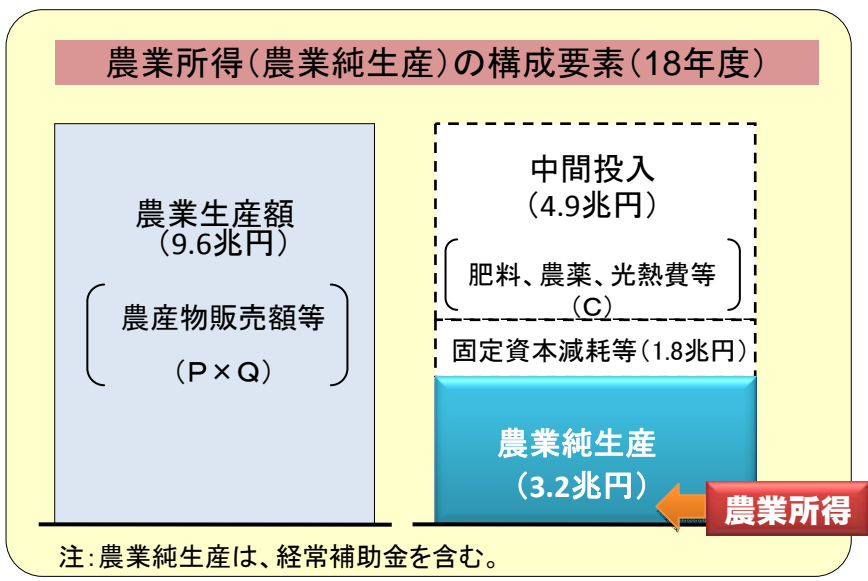 農業所得(農業純生産)の構成要素(18年度)
農業生産額
(9.6兆円)
農産物販売額等
(P×Q)
中間投入
(4.9兆円)
肥料、農薬、光熱費等
(C)
固定資本減耗等(1.8兆円)
農業純生産
(3.2兆円)
農業所得
注:農業純生産は、経常補助金を含む。